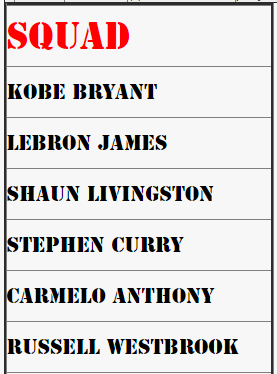 SQUAD
KOBE BRYANT
LEBRON JAMES
SHAUN LIVINGSTON
STEPHEN CURRY
CARMELO ANTHONY
RUSSELL WESTBROOK